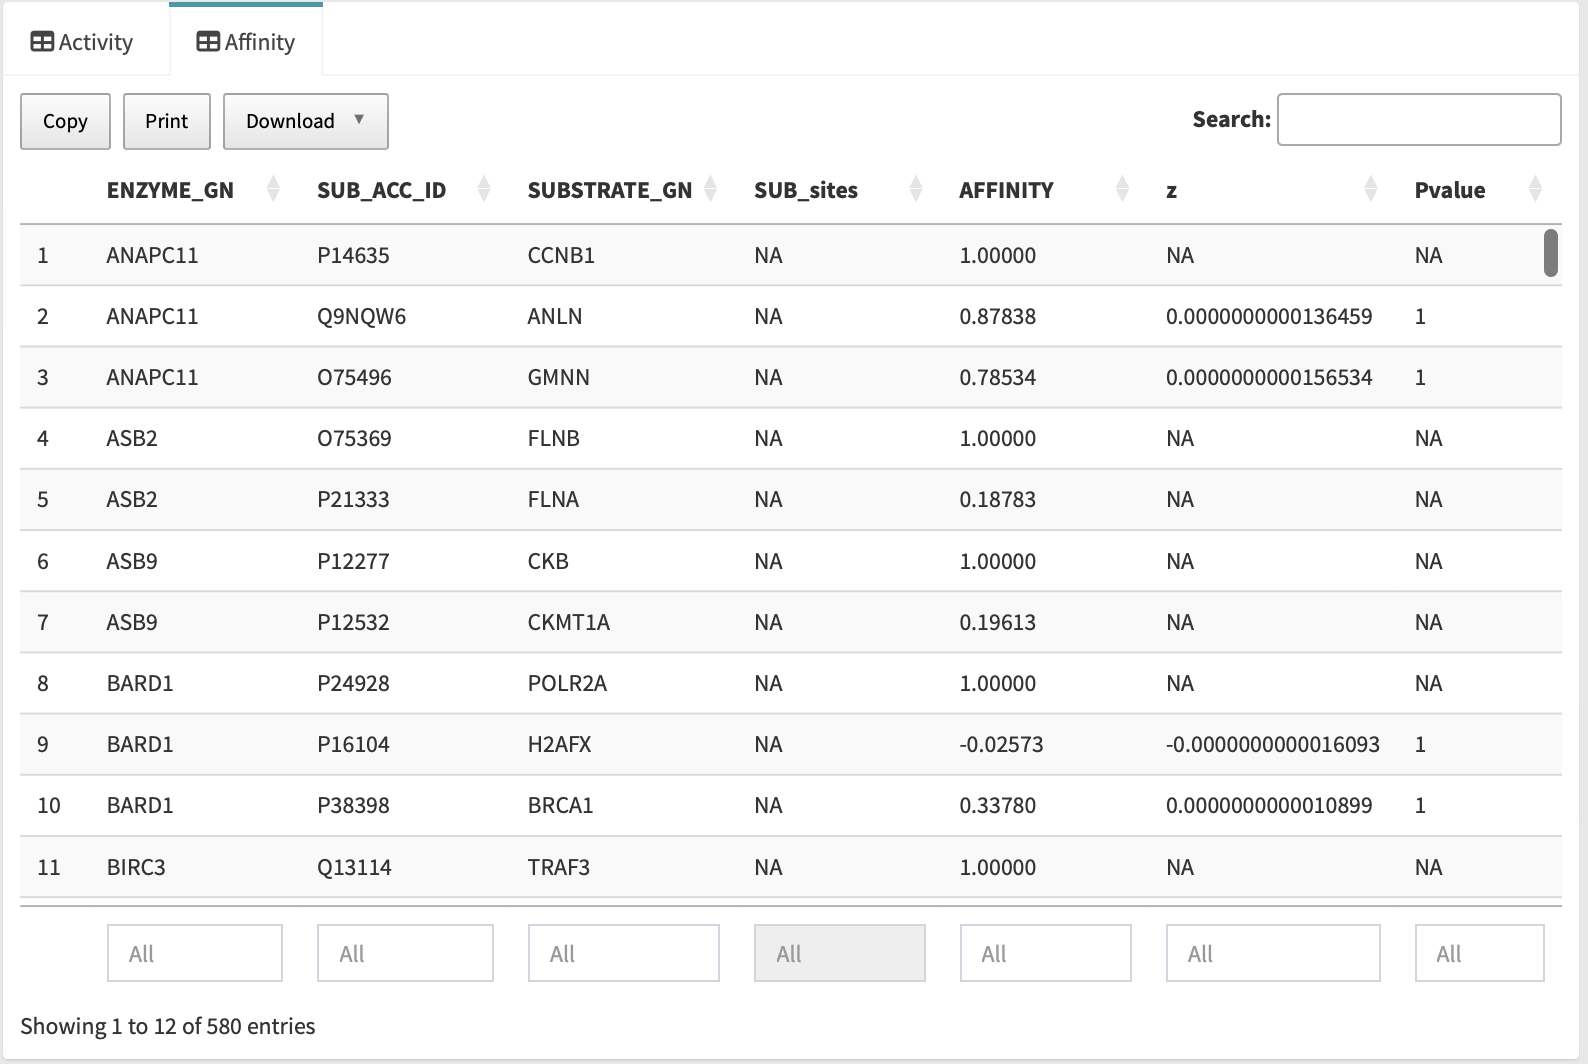 Activity Affinity
Copy Print Download ▼ Search:
ENZYME_GN SUB_ACC_ID SUBSTRATE_GN SUB_sites AFFINITY z Pvalue
1 ANAPC11 P14635 CCNB1 NA 1.00000 NA NA
2 ANAPC11 Q9NQW6 ANLN NA 0.87838 0.0000000000136459 1
3 ANAPC11 O75496 GMNN NA 0.78534 0.0000000000156534 1
4 ASB2 O75369 FLNB NA 1.00000 NA NA
5 ASB2 P21333 FLNA NA 0.18783 NA NA
6 ASB9 P12277 CKB NA 1.00000 NA NA
7 ASB9 P12532 CKMT1A NA 0.19613 NA NA
8 BARD1 P24928 POLR2A NA 1.00000 NA NA
9 BARD1 P16104 H2AFX NA -0.02573 -0.0000000000016093 1
10 BARD1 P38398 BRCA1 NA 0.33780 0.0000000000010899 1
11 BIRC3 Q13114 TRAF3 NA 1.00000 NA NA
All All All All All All All
Showing 1 to 12 of 580 entries